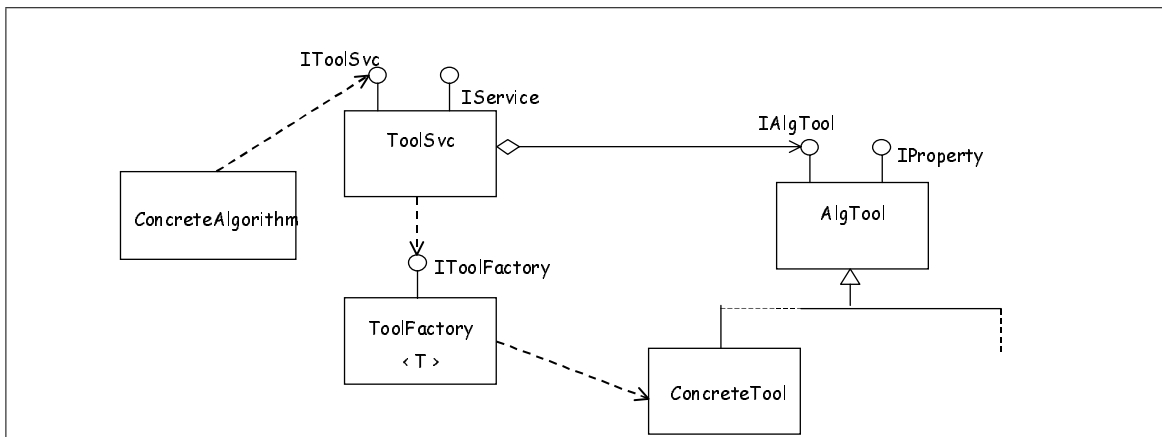 IToolSvc
IService
ToolSvc
IAlgTool
IProperty
ConcreteAlgorithm
AlgTool
IToolFactory
ToolFactory
< T >
ConcreteTool